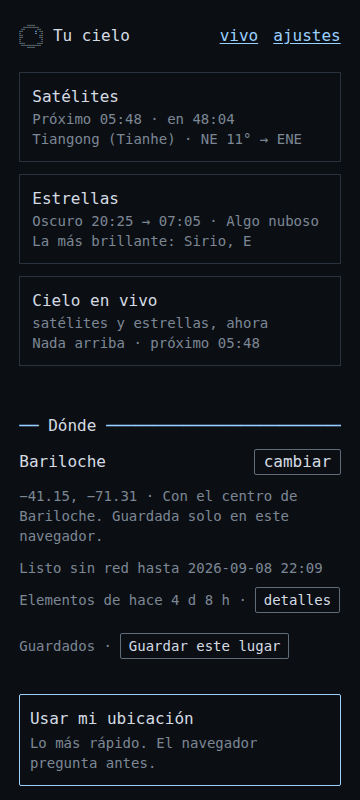 Tu cielo
vivo ajustes
Satélites
Próximo 05:48 · en 48:04
Tiangong (Tianhe) · NE 11° → ENE
Estrellas
Oscuro 20:25 → 07:05 · Algo nuboso
La más brillante: Sirio, E
Cielo en vivo
satélites y estrellas, ahora
Nada arriba · próximo 05:48
Dónde
Bariloche
cambiar
−41.15, −71.31 · Con el centro de
Bariloche. Guardada solo en este
navegador.
Listo sin red hasta 2026-09-08 22:09
Elementos de hace 4 d 8 h · detalles
Guardados · Guardar este lugar
Usar mi ubicación
Lo más rápido. El navegador
pregunta antes.